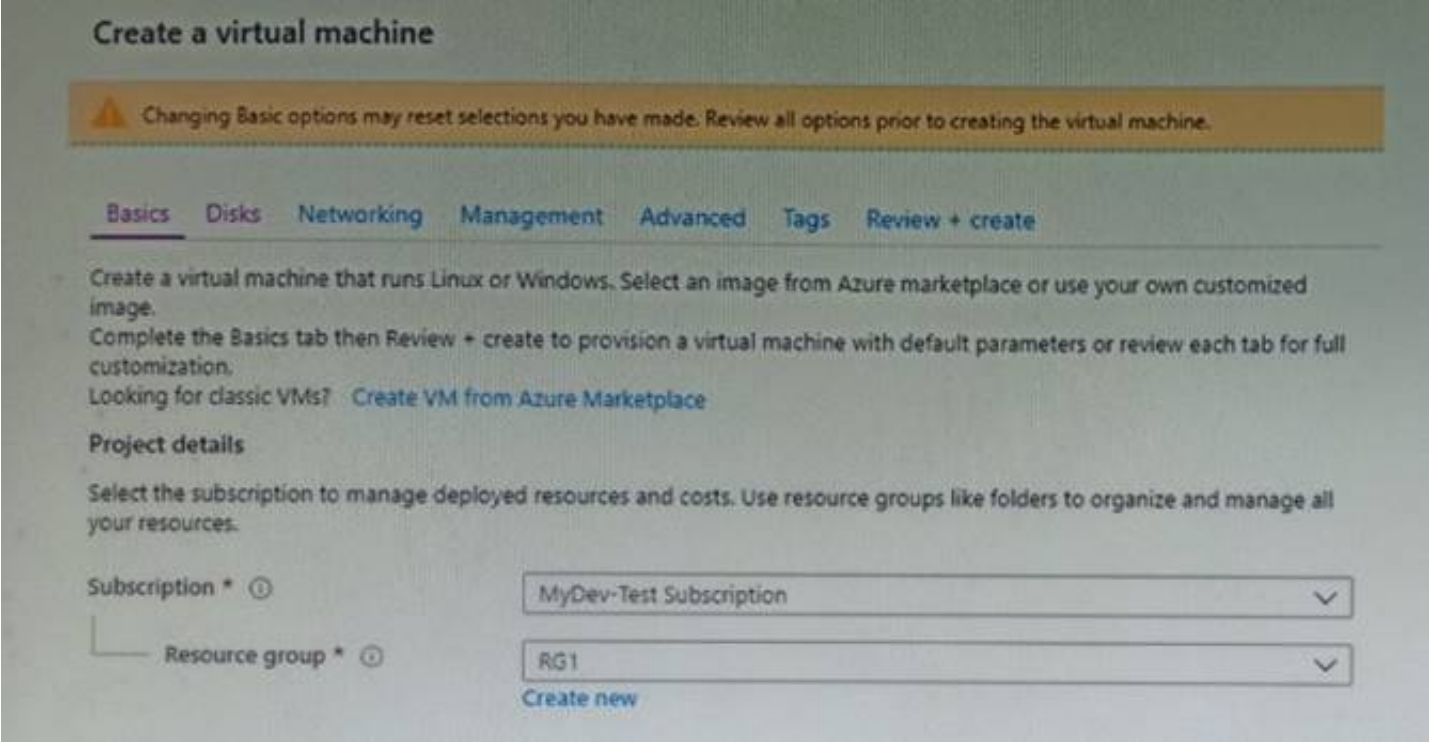 Create a virtual machine
Changing Basic options may reset selections you have made. Review all options prior to creating the virtual machine.
Basics Disks Networking Management Advanced Tags Review + create
Create a virtual machine that runs Linux or Windows. Select an image from Azure marketplace or use your own customized
image.
Complete the Basics tab then Review + create to provision a virtual machine with default parameters or review each tab for full
customization.
Looking for classic VMs? Create VM from Azure Marketplace
Project details
Select the subscription to manage deployed resources and costs. Use resource groups like folders to organize and manage all
your resources.
Subscription * MyDev-Test Subscription
Resource group * RG1
Create new